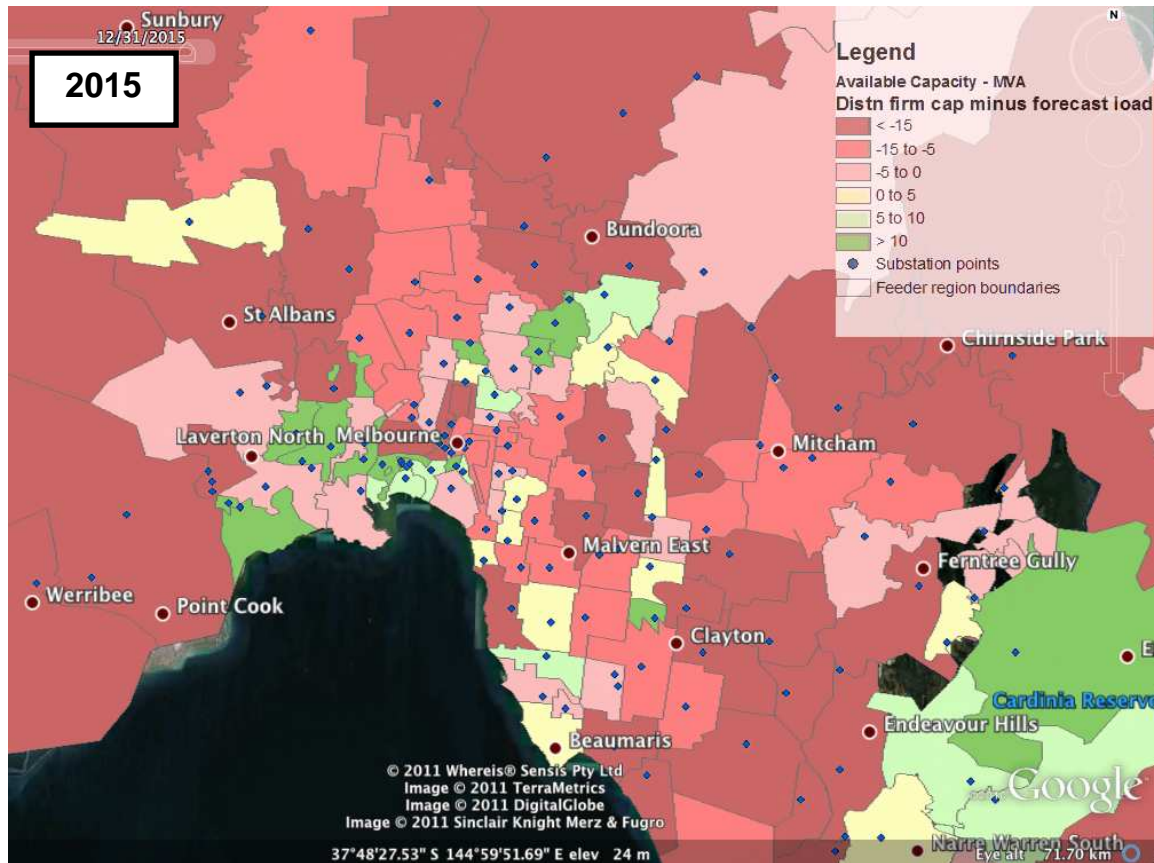 Sunbury
12/31/2015
2015
N
Legend
Available Capacity - MVA
Distn firm cap minus forecast load
< -15
-15 to -5
-5 to 0
0 to 5
5 to 10
> 10
Substation points
Feeder region boundaries
Bundoora
St Albans
Chirnside Park
Laverton North
Melbourne
Mitcham
Malvern East
Ferntree Gully
Werribee
Point Cook
Clayton
E
Cardinia Reserve
Endeavour Hills
Beaumaris
© 2011 Whereis® Sensis Pty Ltd
Image © 2011 TerraMetrics
Image © 2011 DigitalGlobe
Image © 2011 Sinclair Knight Merz & Fugro
Google
Narre Warren South
37°48'27.53" S 144°59'51.69" E elev 24 m
Eye alt 71.70 km